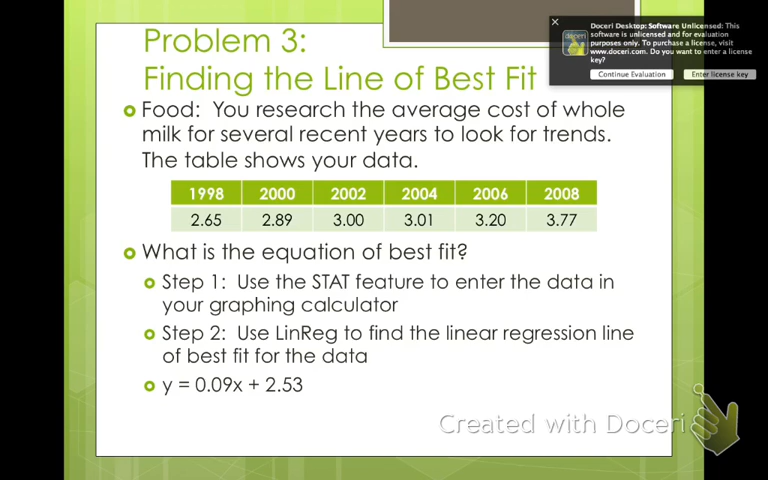 Problem 3:
Finding the Line of Best Fit
Food: You research the average cost of whole
milk for several recent years to look for trends.
The table shows your data.
1998 2000 2002 2004 2006 2008
2.65 2.89 3.00 3.01 3.20 3.77
What is the equation of best fit?
Step 1: Use the STAT feature to enter the data in
your graphing calculator
Step 2: Use LinReg to find the linear regression line
of best fit for the data
y = 0.09x + 2.53
Doceri Desktop: Software Unlicensed: This
software is unlicensed and for evaluation
purposes only. To purchase a license, visit
www.doceri.com. Do you want to enter a license
key?
Continue Evaluation Enter license key
doceri
Created with Doceri